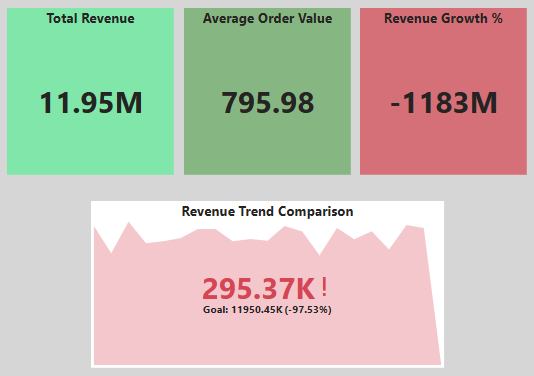 Total Revenue
11.95M
Average Order Value
795.98
Revenue Growth %
-1183M
Revenue Trend Comparison
295.37K!
Goal: 11950.45K (-97.53%)